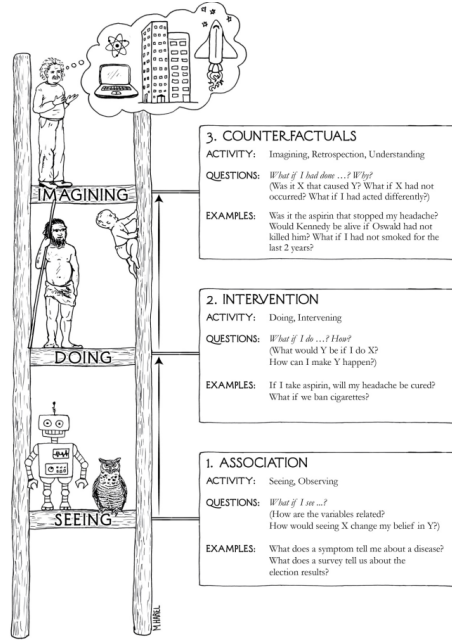 3. COUNTERFACTUALS
ACTIVITY: Imagining, Retrospection, Understanding
QUESTIONS: What if I had done …? Why?
(Was it X that caused Y? What if X had not
occurred? What if I had acted differently?)
EXAMPLES: Was it the aspirin that stopped my headache?
Would Kennedy be alive if Oswald had not
killed him? What if I had not smoked for the
last 2 years?
IMAGINING
2. INTERVENTION
ACTIVITY: Doing, Intervening
QUESTIONS: What if I do …? How?
(What would Y be if I do X?
How can I make Y happen?)
EXAMPLES: If I take aspirin, will my headache be cured?
What if we ban cigarettes?
DOING
1. ASSOCIATION
ACTIVITY: Seeing, Observing
QUESTIONS: What if I see ...?
(How are the variables related?
How would seeing X change my belief in Y?)
EXAMPLES: What does a symptom tell me about a disease?
What does a survey tell us about the
election results?
SEEING
M.HAREL